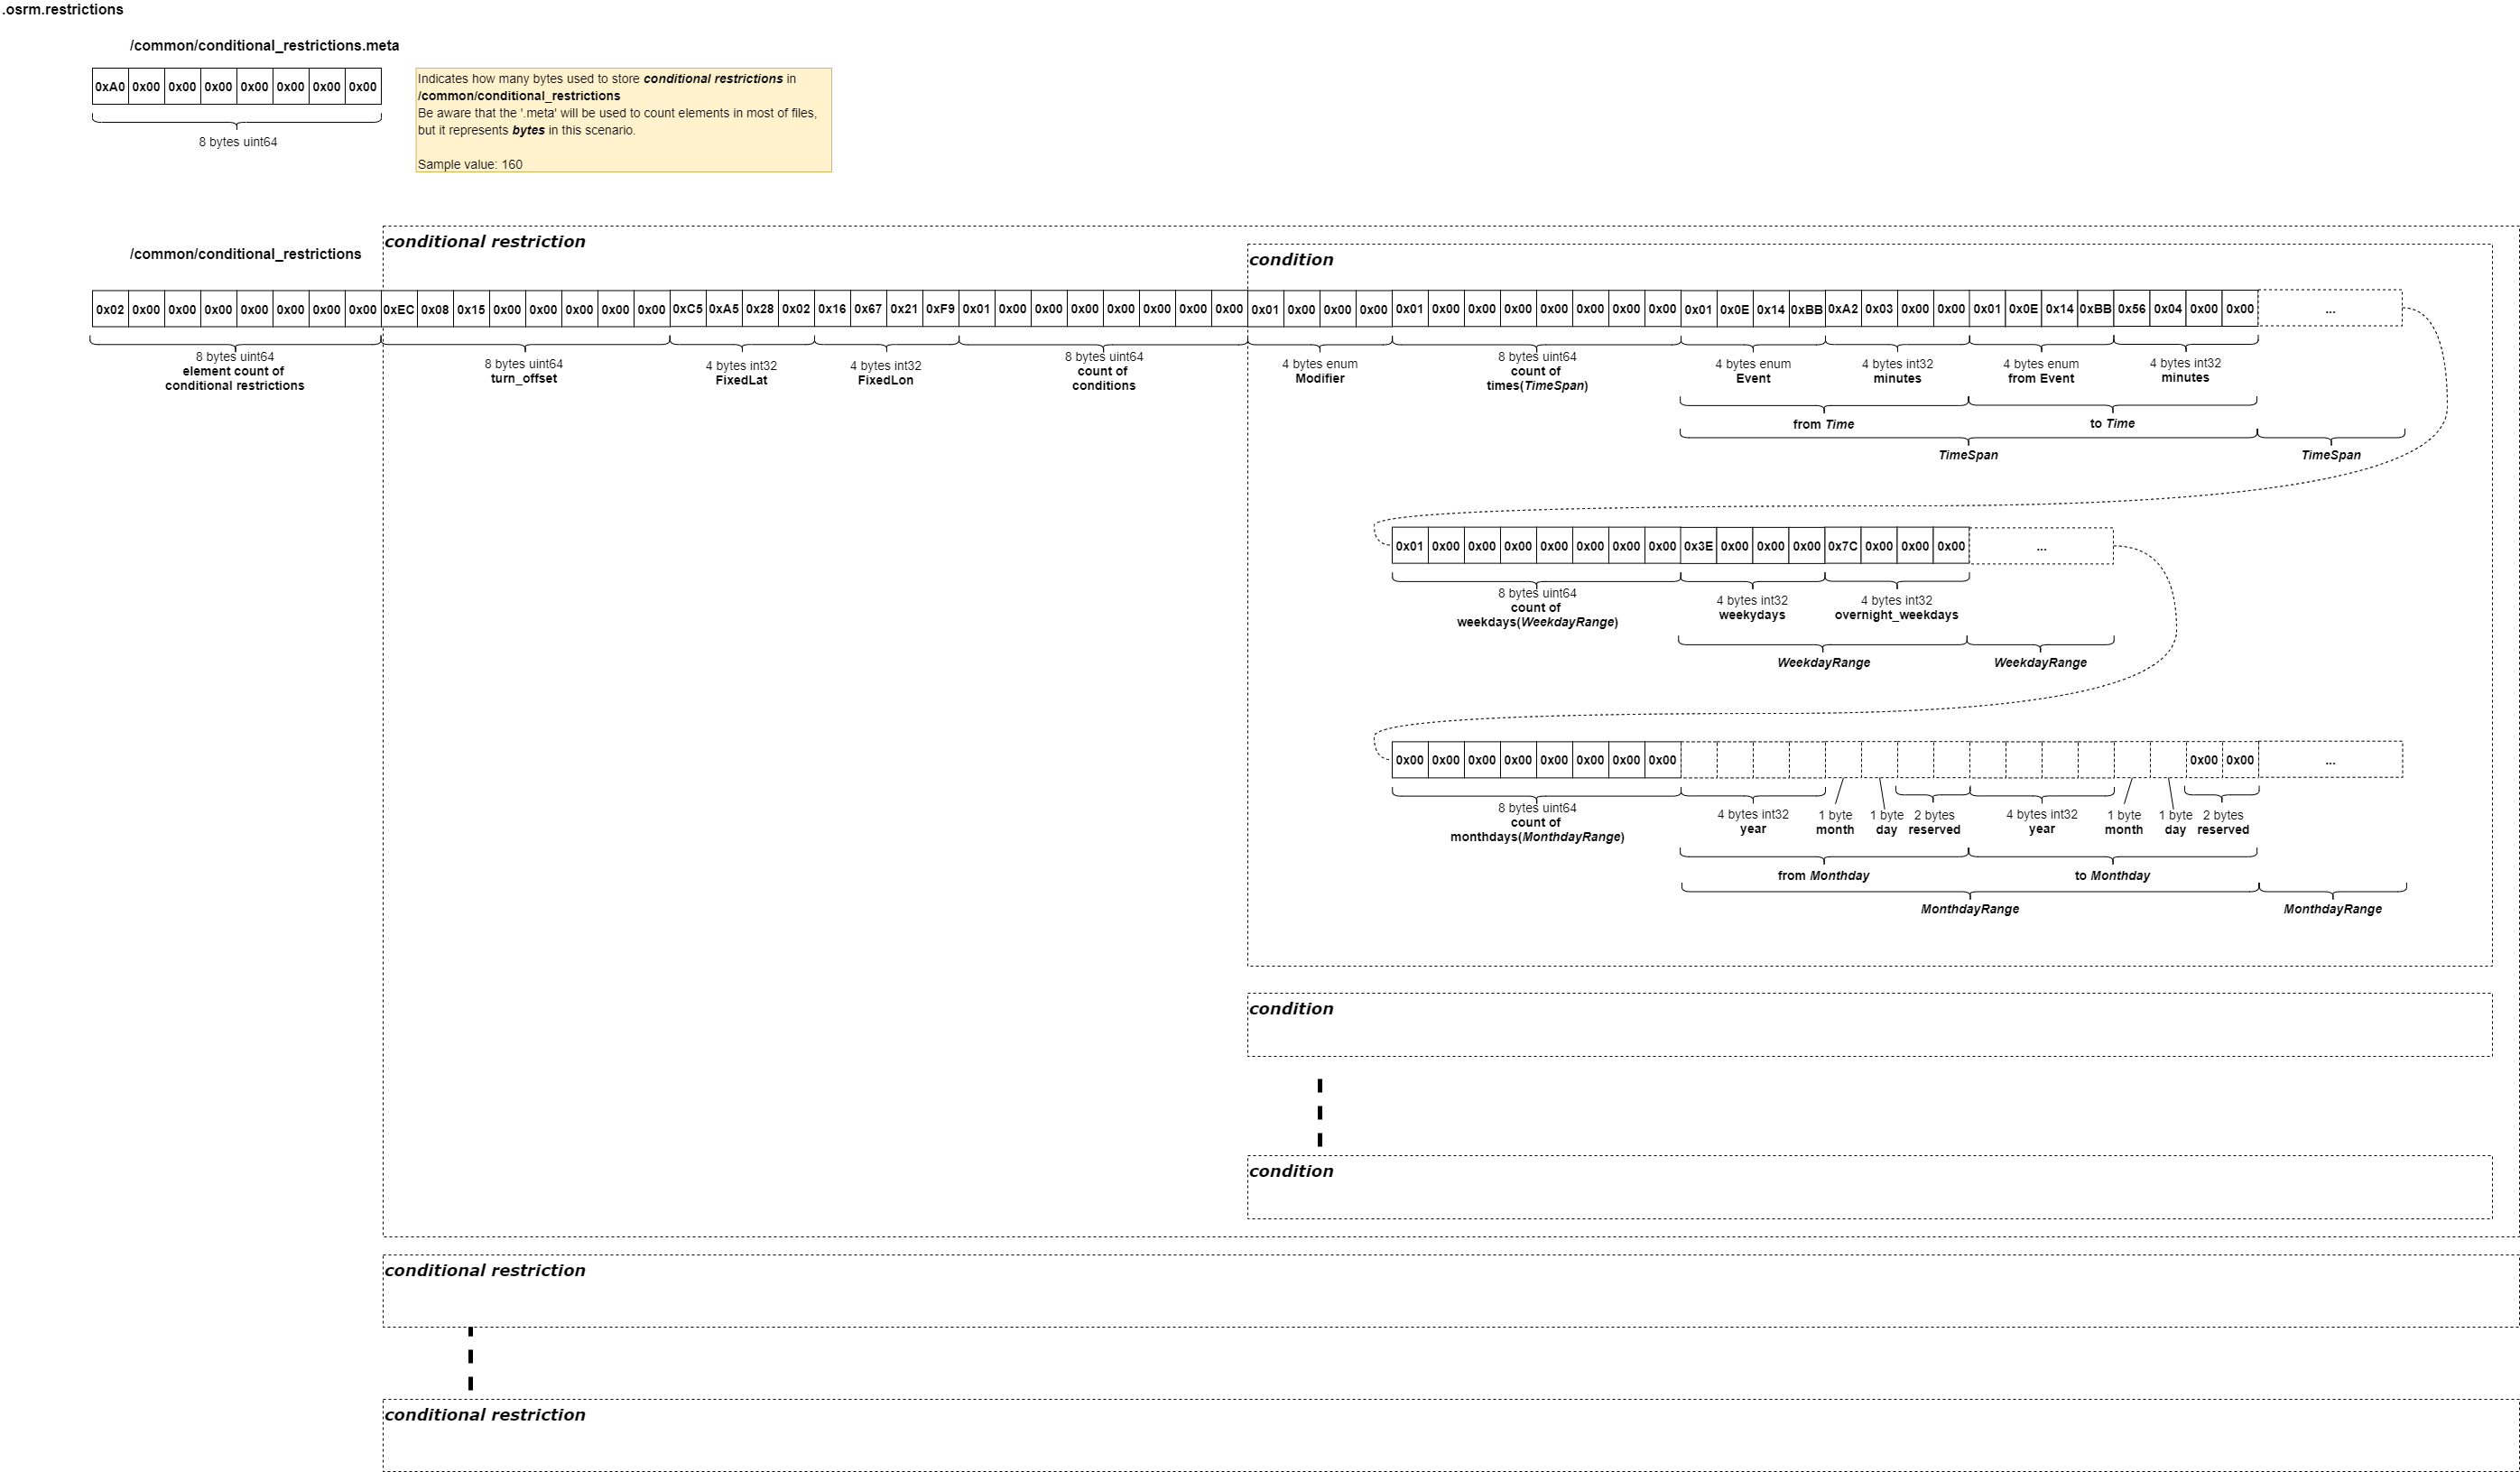 .osrm.restrictions
/common/conditional_restrictions.meta
0xA0 0x00 0x00 0x00 0x00 0x00 0x00 0x00
8 bytes uint64
Indicates how many bytes used to store conditional restrictions in
/common/conditional_restrictions
Be aware that the '.meta' will be used to count elements in most of files,
but it represents bytes in this scenario.
Sample value: 160
conditional restriction
/common/conditional_restrictions
condition
0x02 0x00 0x00 0x00 0x00 0x00 0x00 0x00 0xEC 0x08 0x15 0x00 0x00 0x00 0x00 0x00 0xC5 0xA5 0x28 0x02 0x16 0x67 0x21 0xF9 0x01 0x00 0x00 0x00 0x00 0x00 0x00 0x00 0x01 0x00 0x00 0x00 0x01 0x00 0x00 0x00 0x00 0x00 0x00 0x00 0x01 0x0E 0x14 0xBB 0xA2 0x03 0x00 0x00 0x01 0x0E 0x14 0xBB 0x56 0x04 0x00 0x00 ...
8 bytes uint64
element count of
conditional restrictions
8 bytes uint64
turn_offset
4 bytes int32
FixedLat
4 bytes int32
FixedLon
8 bytes uint64
count of
conditions
4 bytes enum
Modifier
8 bytes uint64
count of
times(TimeSpan)
4 bytes enum
Event
4 bytes int32
minutes
4 bytes enum
from Event
4 bytes int32
minutes
from Time
to Time
TimeSpan
TimeSpan
0x01 0x00 0x00 0x00 0x00 0x00 0x00 0x00 0x3E 0x00 0x00 0x00 0x7C 0x00 0x00 0x00 ...
8 bytes uint64
count of
weekdays(WeekdayRange)
4 bytes int32
weekydays
4 bytes int32
overnight_weekdays
WeekdayRange
WeekdayRange
0x00 0x00 0x00 0x00 0x00 0x00 0x00 0x00 0x00 0x00 ...
8 bytes uint64
count of
monthdays(MonthdayRange)
4 bytes int32
year
1 byte
month
1 byte
day
2 bytes
reserved
4 bytes int32
year
1 byte
month
1 byte
day
2 bytes
reserved
from Monthday
to Monthday
MonthdayRange
MonthdayRange
condition
condition
conditional restriction
conditional restriction